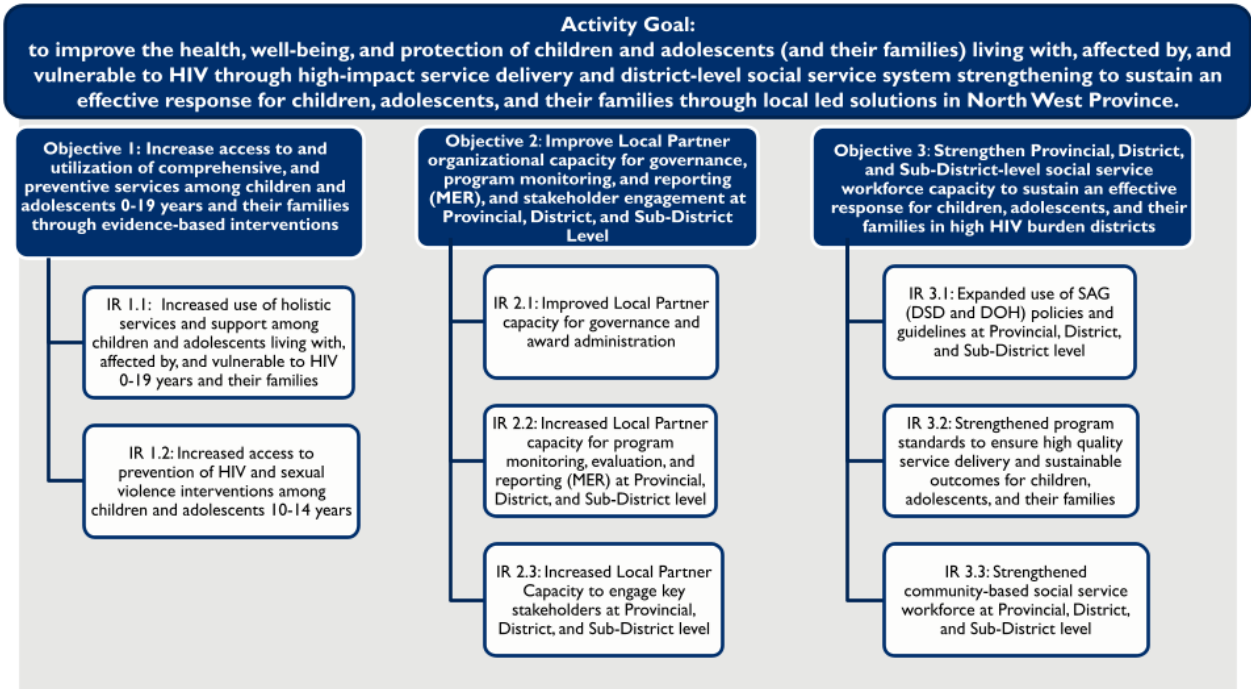 Activity Goal:
to improve the health, well-being, and protection of children and adolescents (and their families) living with, affected by, and
vulnerable to HIV through high-impact service delivery and district-level social service system strengthening to sustain an
effective response for children, adolescents, and their families through local led solutions in North West Province.
Objective 1: Increase access to and
utilization of comprehensive, and
preventive services among children and
adolescents 0-19 years and their families
through evidence-based interventions
IR 1.1: Increased use of holistic
services and support among
children and adolescents living with,
affected by, and vulnerable to HIV
0-19 years and their families
IR 1.2: Increased access to
prevention of HIV and sexual
violence interventions among
children and adolescents 10-14 years
Objective 2: Improve Local Partner
organizational capacity for governance,
program monitoring, and reporting
(MER), and stakeholder engagement at
Provincial, District, and Sub-District
Level
IR 2.1: Improved Local Partner
capacity for governance and
award administration
IR 2.2: Increased Local Partner
capacity for program
monitoring, evaluation, and
reporting (MER) at Provincial,
District, and Sub-District level
IR 2.3: Increased Local Partner
Capacity to engage key
stakeholders at Provincial,
District, and Sub-District level
Objective 3: Strengthen Provincial, District,
and Sub-District-level social service
workforce capacity to sustain an effective
response for children, adolescents, and their
families in high HIV burden districts
IR 3.1: Expanded use of SAG
(DSD and DOH) policies and
guidelines at Provincial, District,
and Sub-District level
IR 3.2: Strengthened program
standards to ensure high quality
service delivery and sustainable
outcomes for children,
adolescents, and their families
IR 3.3: Strengthened
community-based social service
workforce at Provincial, District,
and Sub-District level